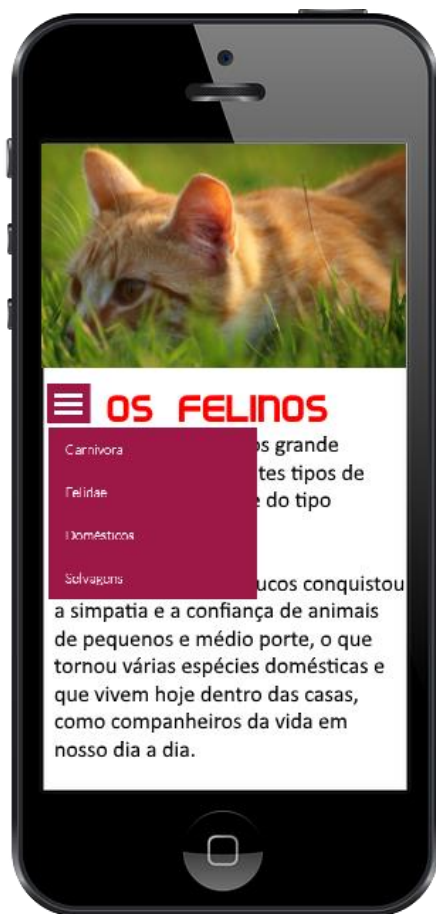 OS FELINOS
Carnivora
Felidae
Domésticos
Selvagens
os grande
tes tipos de
e do tipo
ucos conquistou
a simpatia e a confiança de animais
de pequenos e médio porte, o que
tornou várias espécies domésticas e
que vivem hoje dentro das casas,
como companheiros da vida em
nosso dia a dia.